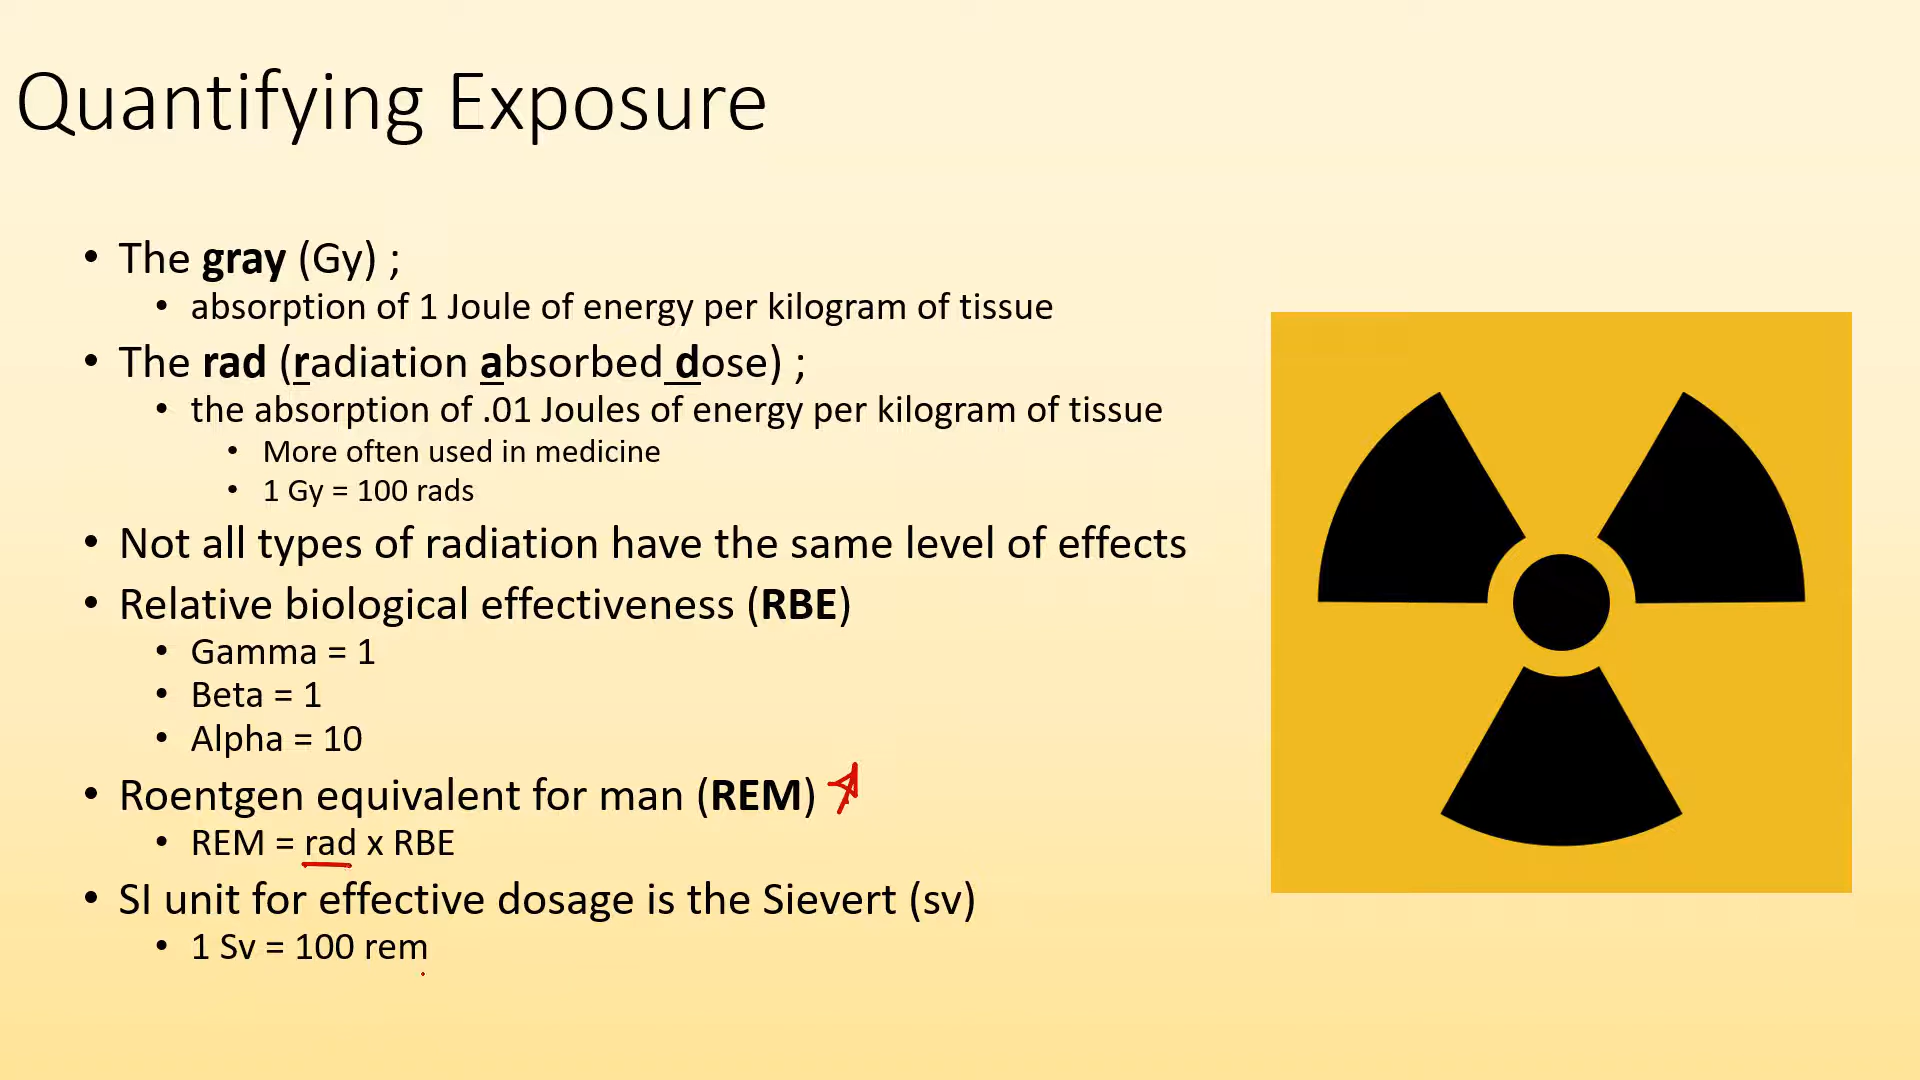 Quantifying Exposure
• The gray (Gy) ;
• absorption of 1 Joule of energy per kilogram of tissue
• The rad (radiation absorbed dose) ;
• the absorption of .01 Joules of energy per kilogram of tissue
• More often used in medicine
• 1 Gy = 100 rads
• Not all types of radiation have the same level of effects
• Relative biological effectiveness (RBE)
• Gamma = 1
• Beta = 1
• Alpha = 10
• Roentgen equivalent for man (REM)
• REM = rad x RBE
• SI unit for effective dosage is the Sievert (sv)
• 1 Sv = 100 rem